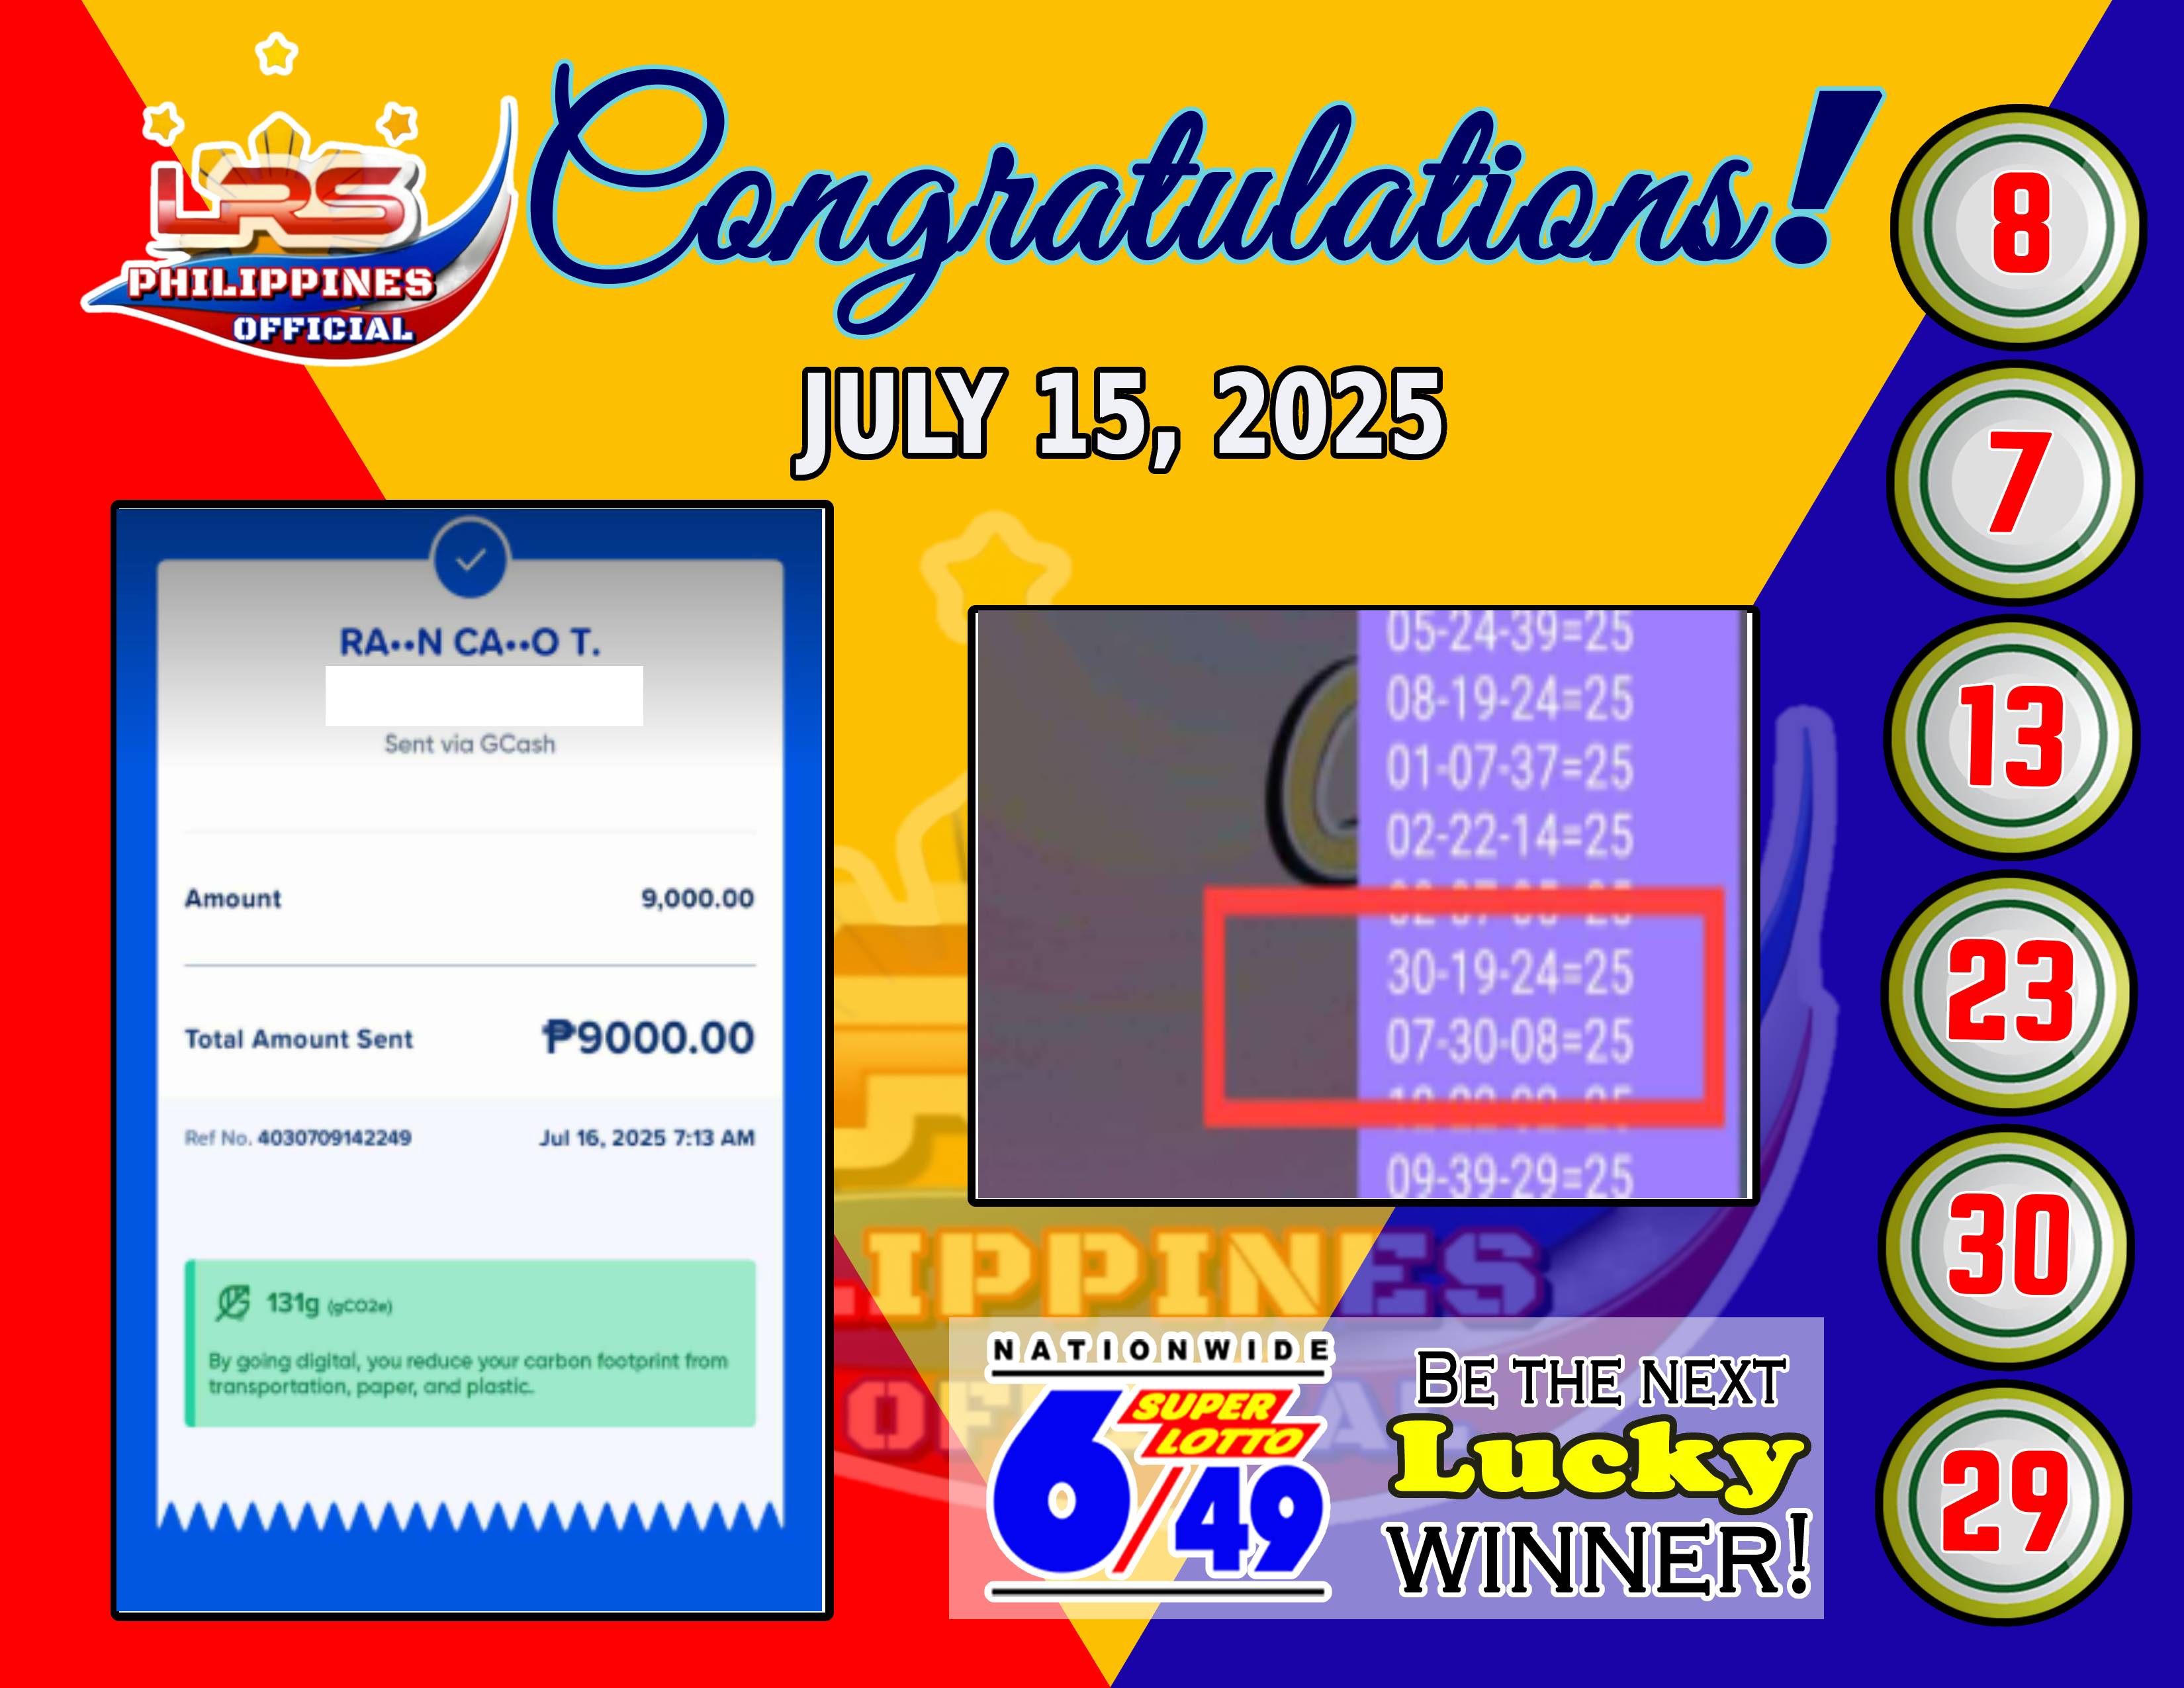 LRS
PHILIPPINES
OFFICIAL
Congratulations!
JULY 15, 2025
RA••N CA••O T.
Sent via GCash
Amount 9,000.00
Total Amount Sent ₱9000.00
Ref No. 4030709142249 Jul 16, 2025 7:13 AM
131g (gCO2e)
By going digital, you reduce your carbon footprint from
transportation, paper, and plastic.
05-24-39=25
08-19-24=25
01-07-37=25
02-22-14=25
30-19-24=25
07-30-08=25
09-39-29=25
NATIONWIDE
SUPER
LOTTO
6/49
BE THE NEXT
Lucky
WINNER!
8
7
13
23
30
29